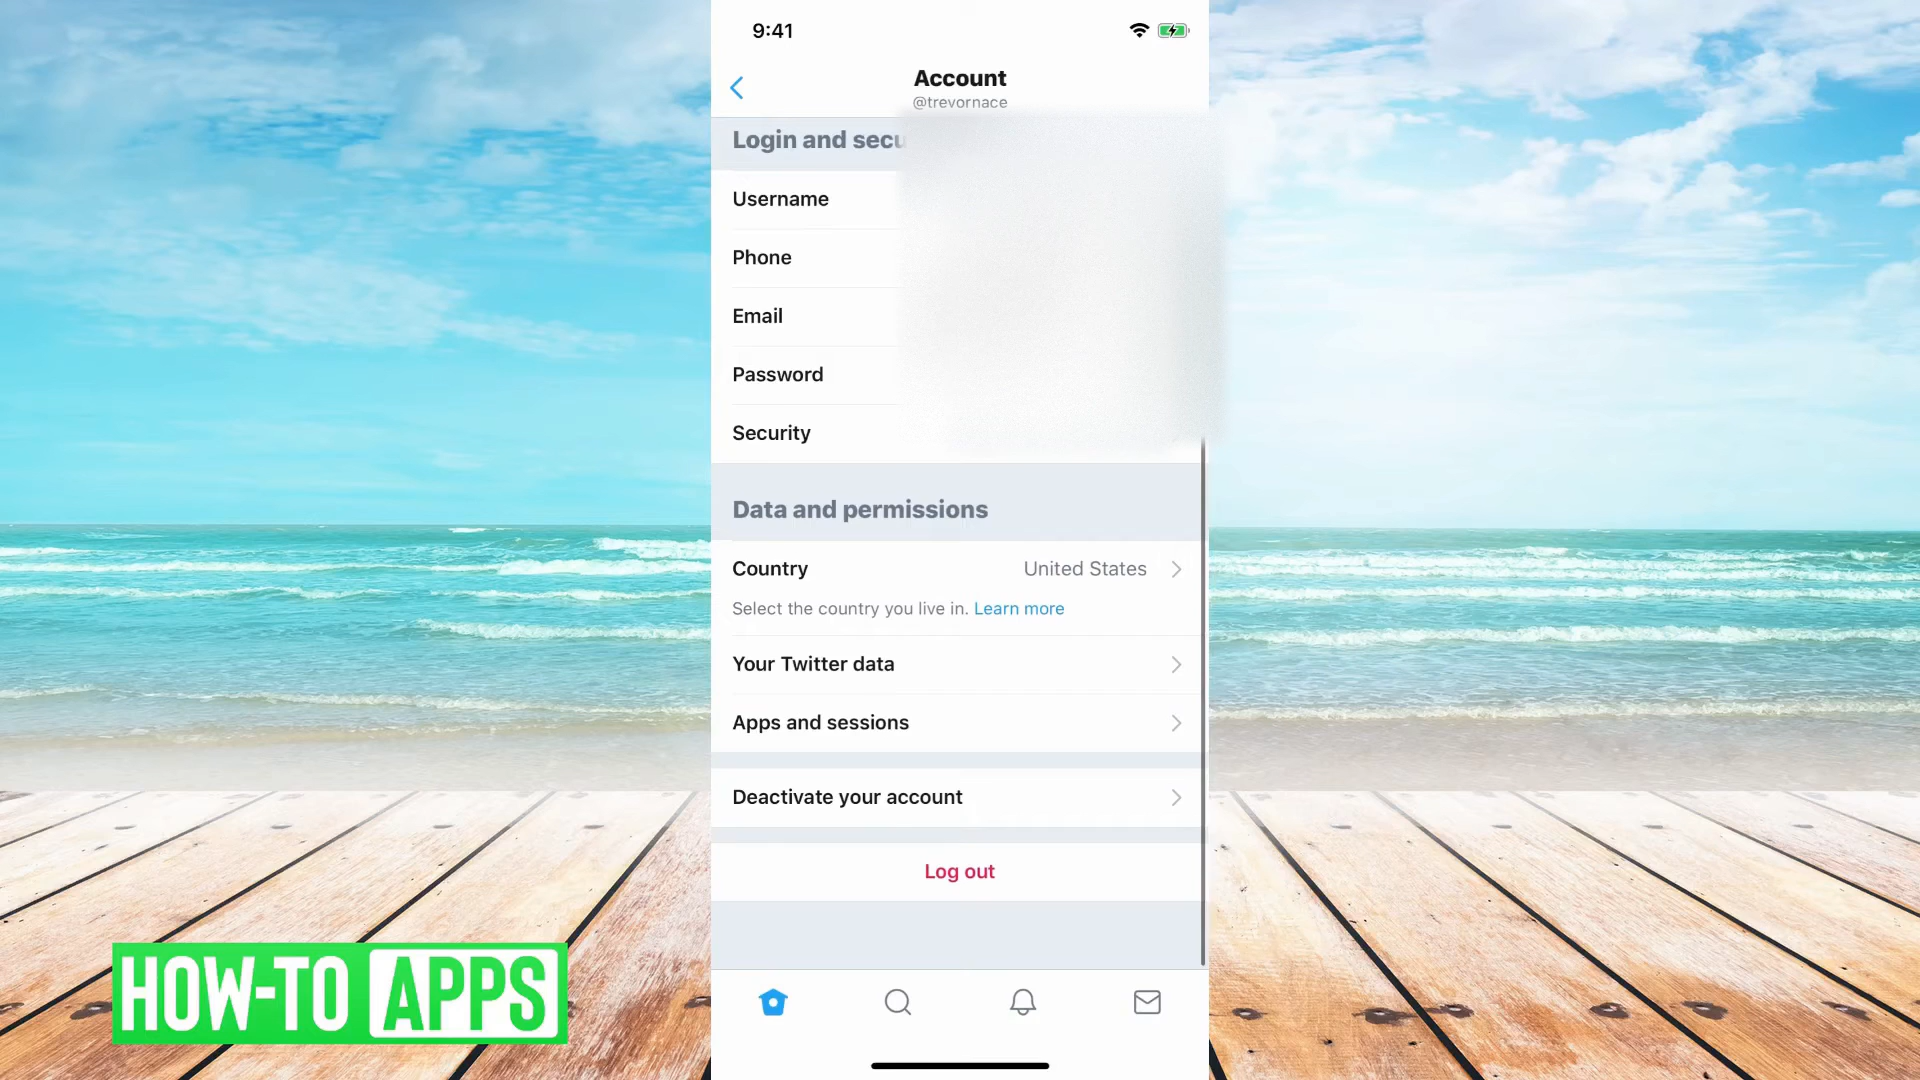 9:41
Account
@trevornace
Login and secu
Username
Phone
Email
Password
Security
Data and permissions
Country
United States
Select the country you live in. Learn more
Your Twitter data
Apps and sessions
Deactivate your account
Log out
HOW-TO APPS